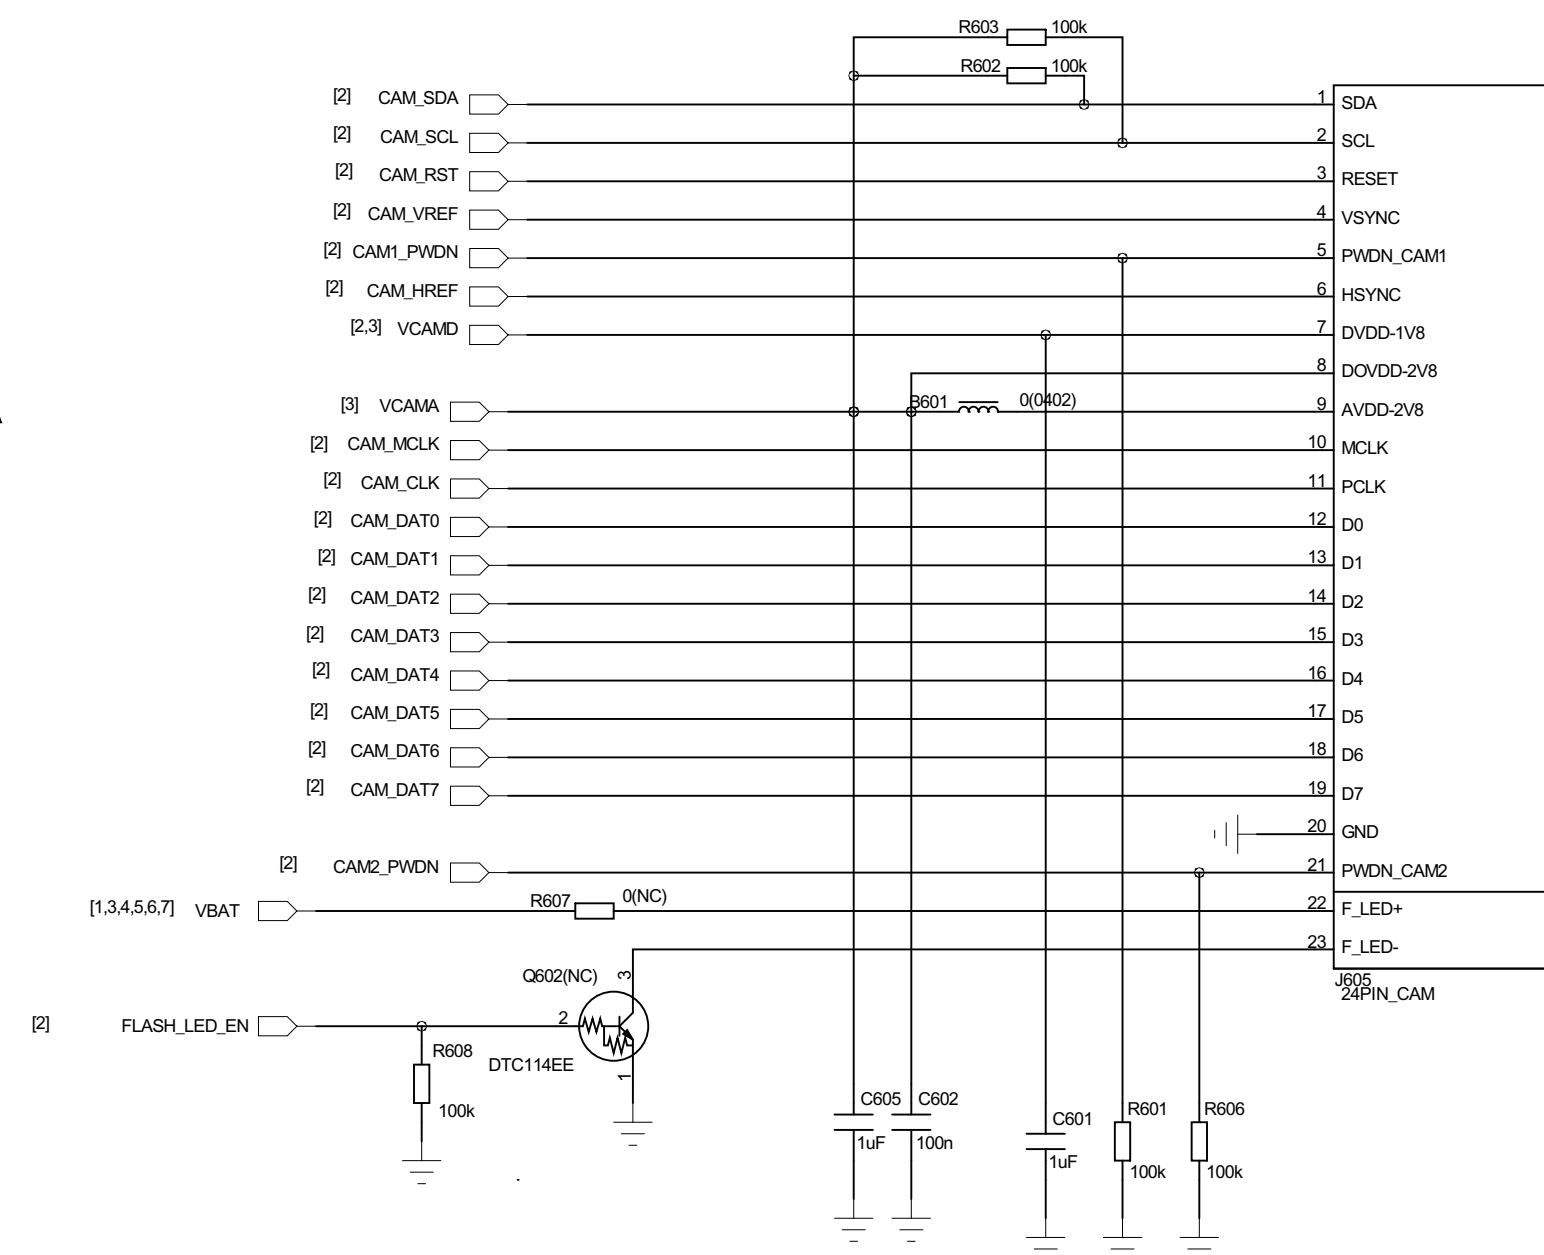 R603 100k
R602 100k
[2] CAM_SDA 1 SDA
[2] CAM_SCL 2 SCL
[2] CAM_RST 3 RESET
[2] CAM_VREF 4 VSYNC
[2] CAM1_PWDN 5 PWDN_CAM1
[2] CAM_HREF 6 HSYNC
[2,3] VCAMD 7 DVDD-1V8
8 DOVDD-2V8
[3] VCAMA B601 0(0402) 9 AVDD-2V8
[2] CAM_MCLK 10 MCLK
[2] CAM_CLK 11 PCLK
[2] CAM_DAT0 12 D0
[2] CAM_DAT1 13 D1
[2] CAM_DAT2 14 D2
[2] CAM_DAT3 15 D3
[2] CAM_DAT4 16 D4
[2] CAM_DAT5 17 D5
[2] CAM_DAT6 18 D6
[2] CAM_DAT7 19 D7
20 GND
[2] CAM2_PWDN 21 PWDN_CAM2
[1,3,4,5,6,7] VBAT R607 0(NC) 22 F_LED+
23 F_LED-
Q602(NC) 3
J605
24PIN_CAM
[2] FLASH_LED_EN 2
R608
DTC114EE
1
100k
C605 C602
1uF 100n
C601
1uF
R601 R606
100k 100k